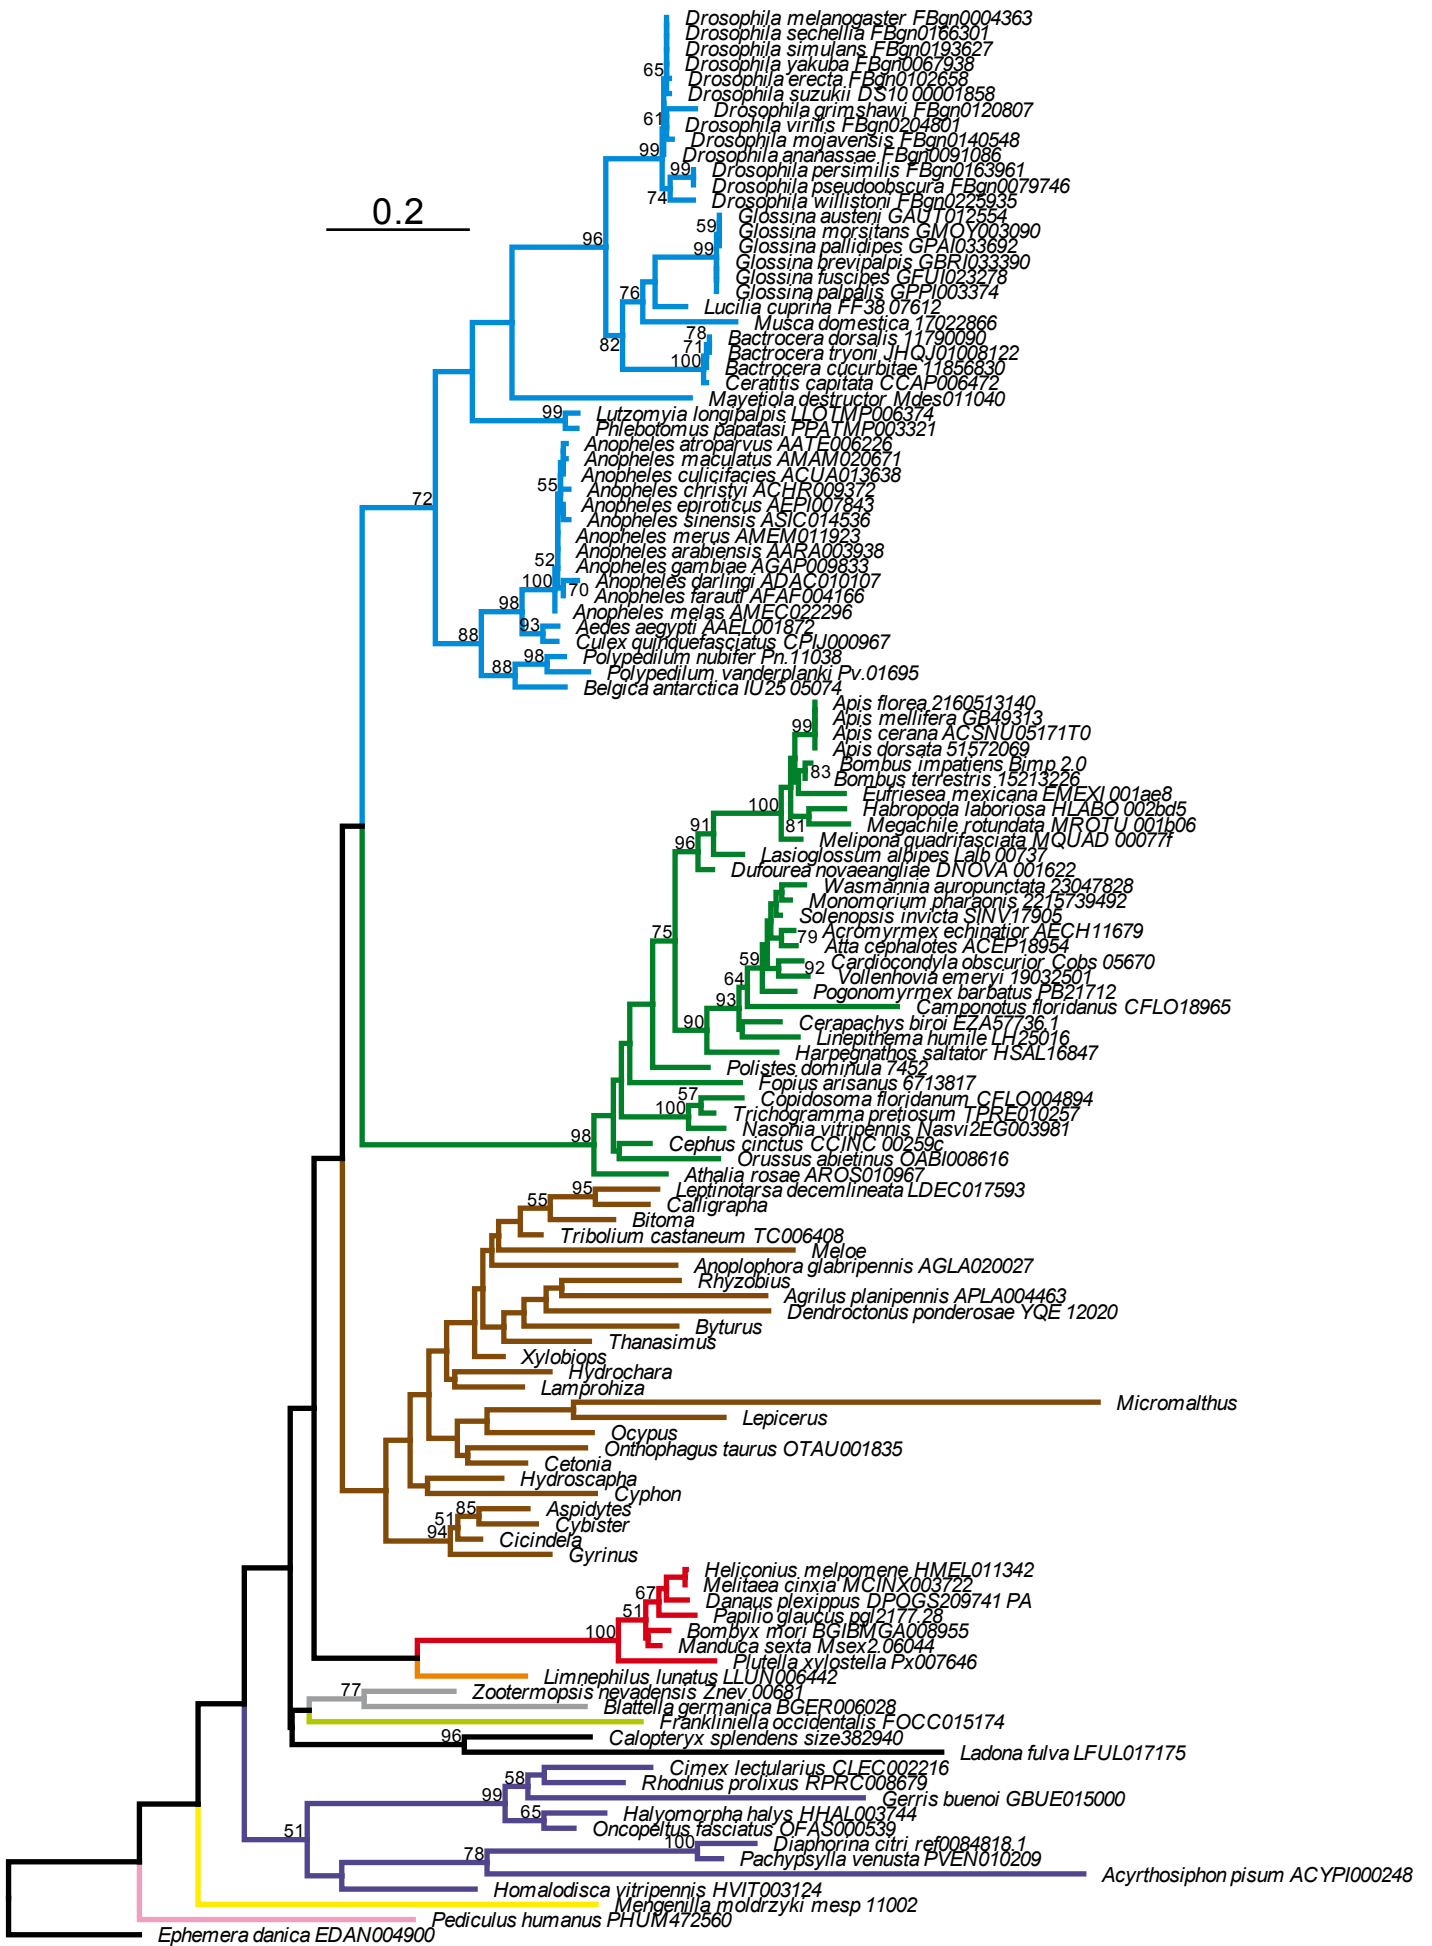 Drosophila melanogaster FBgn0004363
Drosophila sechellia FBgn0166301
Drosophila simulans FBgn0193627
Drosophila yakuba FBgn0067938
65
Drosophila erecta FBgn0102658
Drosophila suzukii DS10 00001858
Drosophila grimshawi FBgn0120807
61
Drosophila virilis FBgn0204801
Drosophila mojavensis FBgn0140548
99
Drosophila ananassae FBgn0091086
99
Drosophila persimilis FBgn0163961
Drosophila pseudoobscura FBgn0079746
74
Drosophila willistoni FBgn0225935
0.2
Glossina austeni GAUT012554
59
Glossina morsitans GMOY003090
96
99
Glossina pallidipes GPAI033692
Glossina brevipalpis GBRI033390
Glossina fuscipes GFUI023278
76
Glossina palpalis GPPI003374
Lucilia cuprina FF38 07612
Musca domestica 17022866
78
Bactrocera dorsalis 11790090
82
71
Bactrocera tryoni JHQJ01008122
100
Bactrocera cucurbitae 11856830
Ceratitis capitata CCAP006472
Mayetiola destructor Mdes011040
99
Lutzomyia longipalpis LLOTMP006374
Phlebotomus papatasi PPATMP003321
Anopheles atroparvus AATE006226
Anopheles maculatus AMAM020671
Anopheles culicifacies ACUA013638
55
Anopheles christyi ACHR009372
72
Anopheles epiroticus AEPI007843
Anopheles sinensis ASIC014536
Anopheles merus AMEM011923
Anopheles arabiensis AARA003938
52
Anopheles gambiae AGAP009833
100
Anopheles darlingi ADAC010107
70
Anopheles farauti AFAF004166
98
Anopheles melas AMEC022296
93
Aedes aegypti AAEL001872
88
Culex quinquefasciatus CPIJ000967
98
Polypedilum nubifer Pn.11038
88
Polypedilum vanderplanki Pv.01695
Belgica antarctica IU25 05074
Apis florea 2160513140
99
Apis mellifera GB49313
Apis cerana ACSNU05171T0
Apis dorsata 51572069
Bombus impatiens Bimp 2.0
83
Bombus terrestris 15213226
Eufriesea mexicana EMEXI 001ae8
100
Habropoda laboriosa HLABO 002bd5
91
81
Megachile rotundata MROTU 001b06
96
Melipona quadrifasciata MQUAD 00077f
Lasioglossum albipes Lalb 00737
Dufourea novaeangliae DNOVA 001622
Wasmannia auropunctata 23047828
Monomorium pharaonis 2215739492
Solenopsis invicta SINV17905
75
Acromyrmex echinatior AECH11679
79
Atta cephalotes ACEP18954
59
Cardiocondyla obscurior Cobs 05670
92
64
Vollenhovia emeryi 19032501
Pogonomyrmex barbatus PB21712
93
Camponotus floridanus CFLO18965
90
Cerapachys biroi EZA57736.1
Linepithema humile LH25016
Harpegnathos saltator HSAL16847
Polistes dominula 7452
Fopius arisanus 6713817
57
Copidosoma floridanum CFLO004894
100
Trichogramma pretiosum TPRE010257
Nasonia vitripennis Nasvi2EG003981
98
Cephus cinctus CCINC 00259c
Orussus abietinus OABI008616
Athalia rosae AROS010967
95
Leptinotarsa decemlineata LDEC017593
55
Calligrapha
Bitoma
Tribolium castaneum TC006408
Meloe
Anoplophora glabripennis AGLA020027
Rhyzobius
Agrilus planipennis APLA004463
Dendroctonus ponderosae YQE 12020
Byturus
Thanasimus
Xylobiops
Hydrochara
Lamprohiza
Micromalthus
Lepicerus
Ocypus
Onthophagus taurus OTAU001835
Cetonia
Hydroscapha
Cyphon
85
Aspidytes
51
Cybister
94
Cicindela
Gyrinus
Heliconius melpomene HMEL011342
Melitaea cinxia MCINX003722
67
Danaus plexippus DPOGS209741 PA
51
Papilio glaucus pgl2177.28
100
Bombyx mori BGIBMGA008955
Manduca sexta Msex2.06044
Plutella xylostella Px007646
Limnephilus lunatus LLUN006442
77
Zootermopsis nevadensis Znev 00681
Blattella germanica BGER006028
Frankliniella occidentalis FOCC015174
96
Calopteryx splendens size382940
Ladona fulva LFUL017175
Cimex lectularius CLEC002216
58
Rhodnius prolixus RPRC008679
99
Gerris buenoi GBUE015000
65
Halyomorpha halys HHAL003744
51
Oncopeltus fasciatus OFAS000539
100
Diaphorina citri ref0084818.1
78
Pachypsylla venusta PVEN010209
Acyrthosiphon pisum ACYPI000248
Homalodisca vitripennis HVIT003124
Mengenilla moldrzyki mesp 11002
Pediculus humanus PHUM472560
Ephemera danica EDAN004900